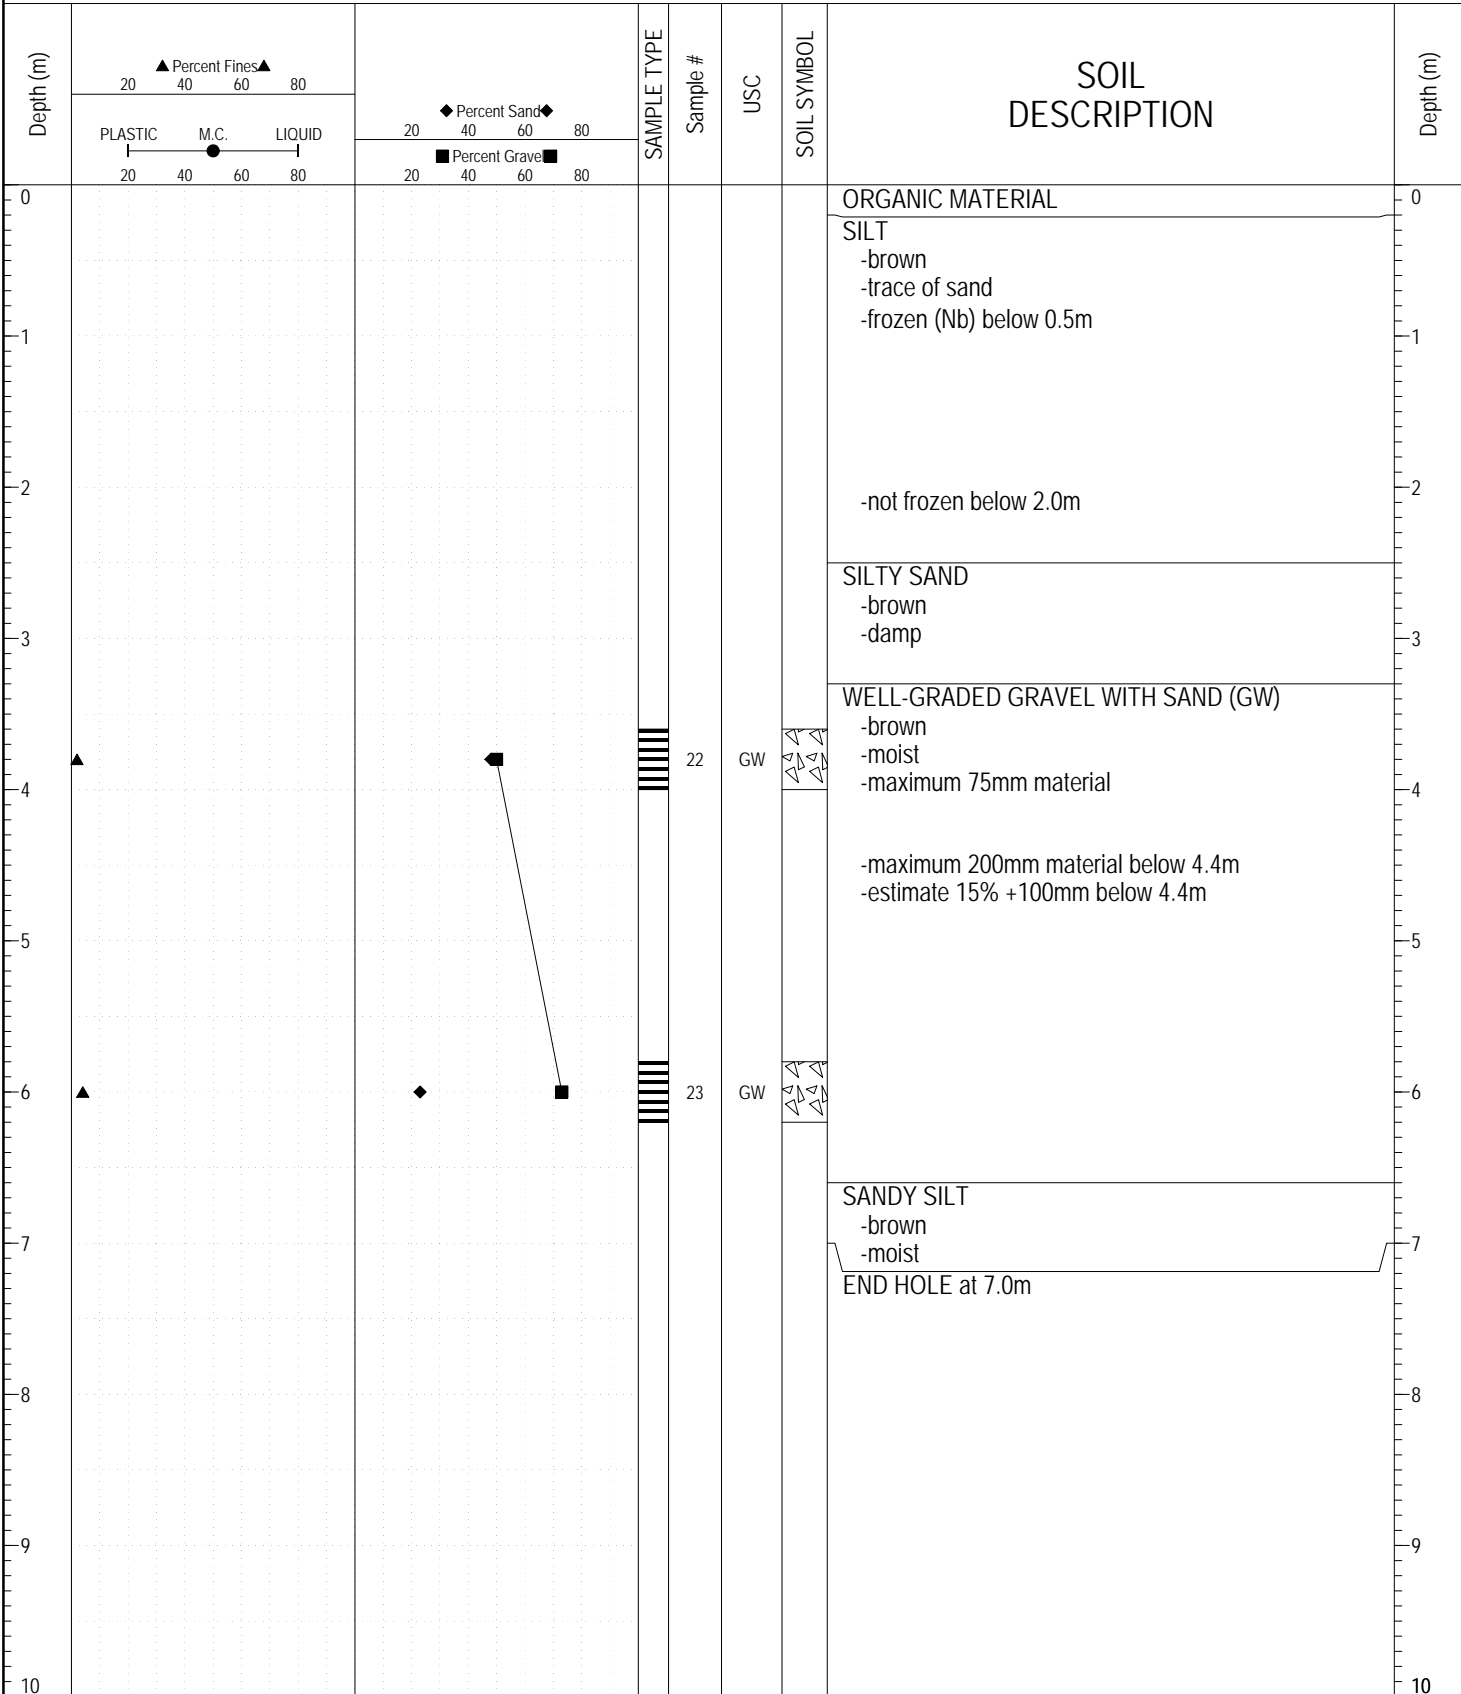 Depth (m)
▲ Percent Fines▲
20 40 60 80
PLASTIC M.C. LIQUID
20 40 60 80
◆ Percent Sand◆
20 40 60 80
■ Percent Gravel■
20 40 60 80
SAMPLE TYPE
Sample #
USC
SOIL SYMBOL
SOIL
DESCRIPTION
Depth (m)
0 ORGANIC MATERIAL 0
SILT
-brown
-trace of sand
-frozen (Nb) below 0.5m
1 1
2 2
-not frozen below 2.0m
SILTY SAND
-brown
-damp
3 3
WELL-GRADED GRAVEL WITH SAND (GW)
-brown
22 GW -moist
-maximum 75mm material
4 4
-maximum 200mm material below 4.4m
-estimate 15% +100mm below 4.4m
5 5
6 23 GW 6
SANDY SILT
-brown
7 7
-moist
END HOLE at 7.0m
8 8
9 9
10 10